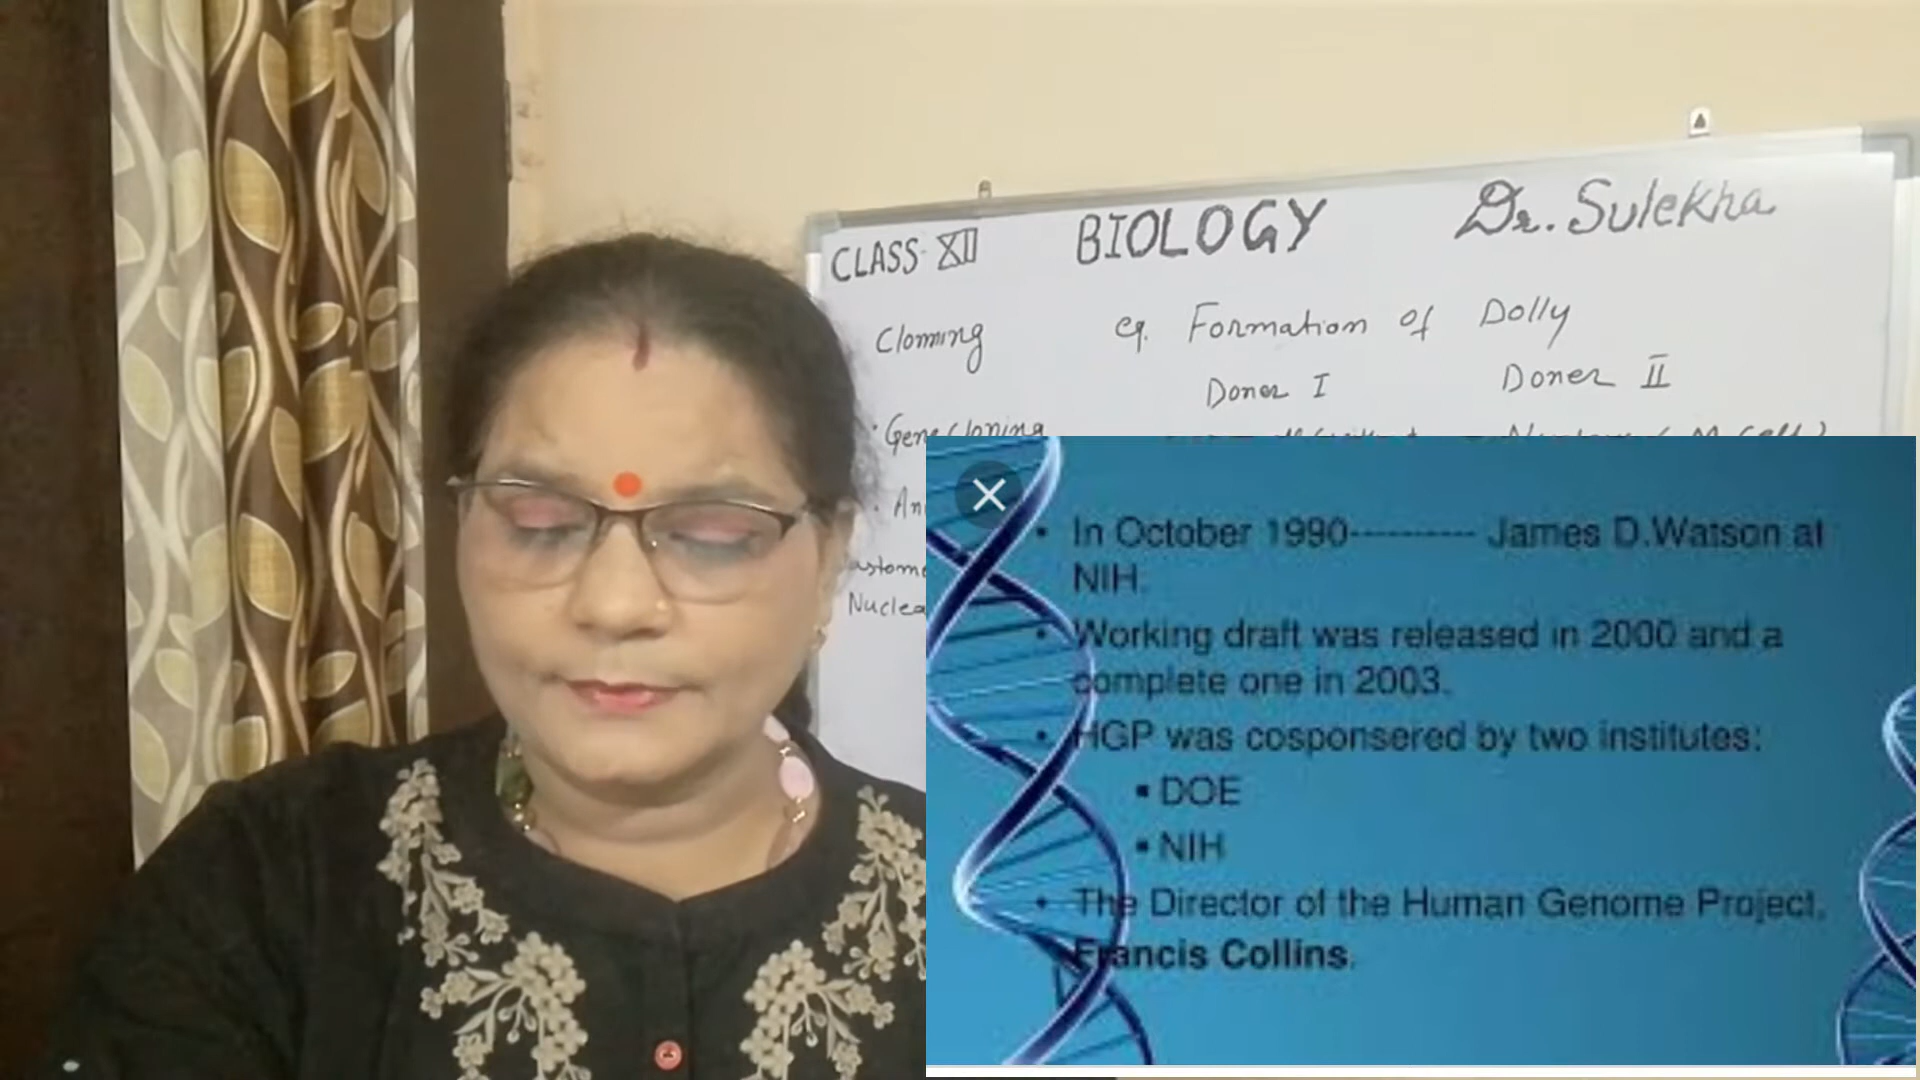 CLASS XII BIOLOGY Dr. Sulekha
Clonning eg. Formation of Dolly
Doner I Doner II
• Gene cloning
• In October 1990---------- James D.Watson at
NIH.
• Working draft was released in 2000 and a
complete one in 2003.
• HGP was cosponsered by two institutes:
▪ DOE
▪ NIH
• The Director of the Human Genome Project,
Francis Collins.